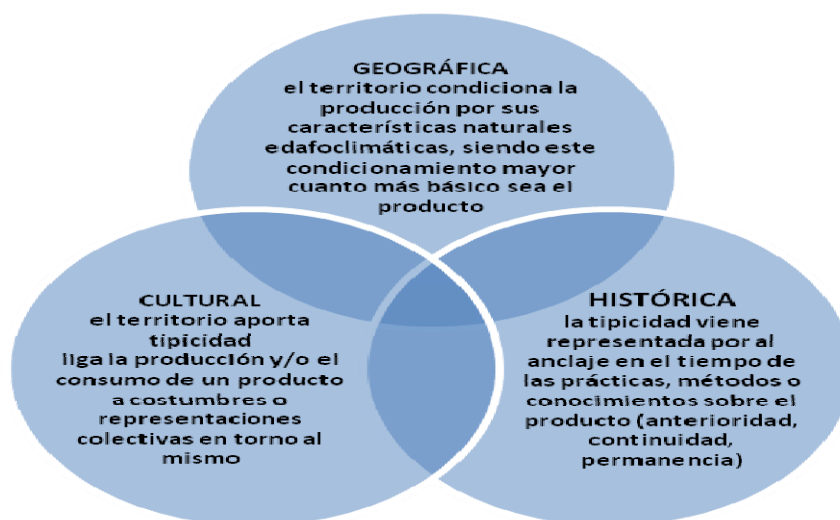 GEOGRÁFICA
el territorio condiciona la
producción por sus
características naturales
edafoclimáticas, siendo este
condicionamiento mayor
cuanto más básico sea el
producto
CULTURAL
el territorio aporta
tipicidad
liga la producción y/o el
consumo de un producto
a costumbres o
representaciones
colectivas en torno al
mismo
HISTÓRICA
la tipicidad viene
representada por al
anclaje en el tiempo de
las prácticas, métodos o
conocimientos sobre el
producto (anterioridad,
continuidad,
permanencia)